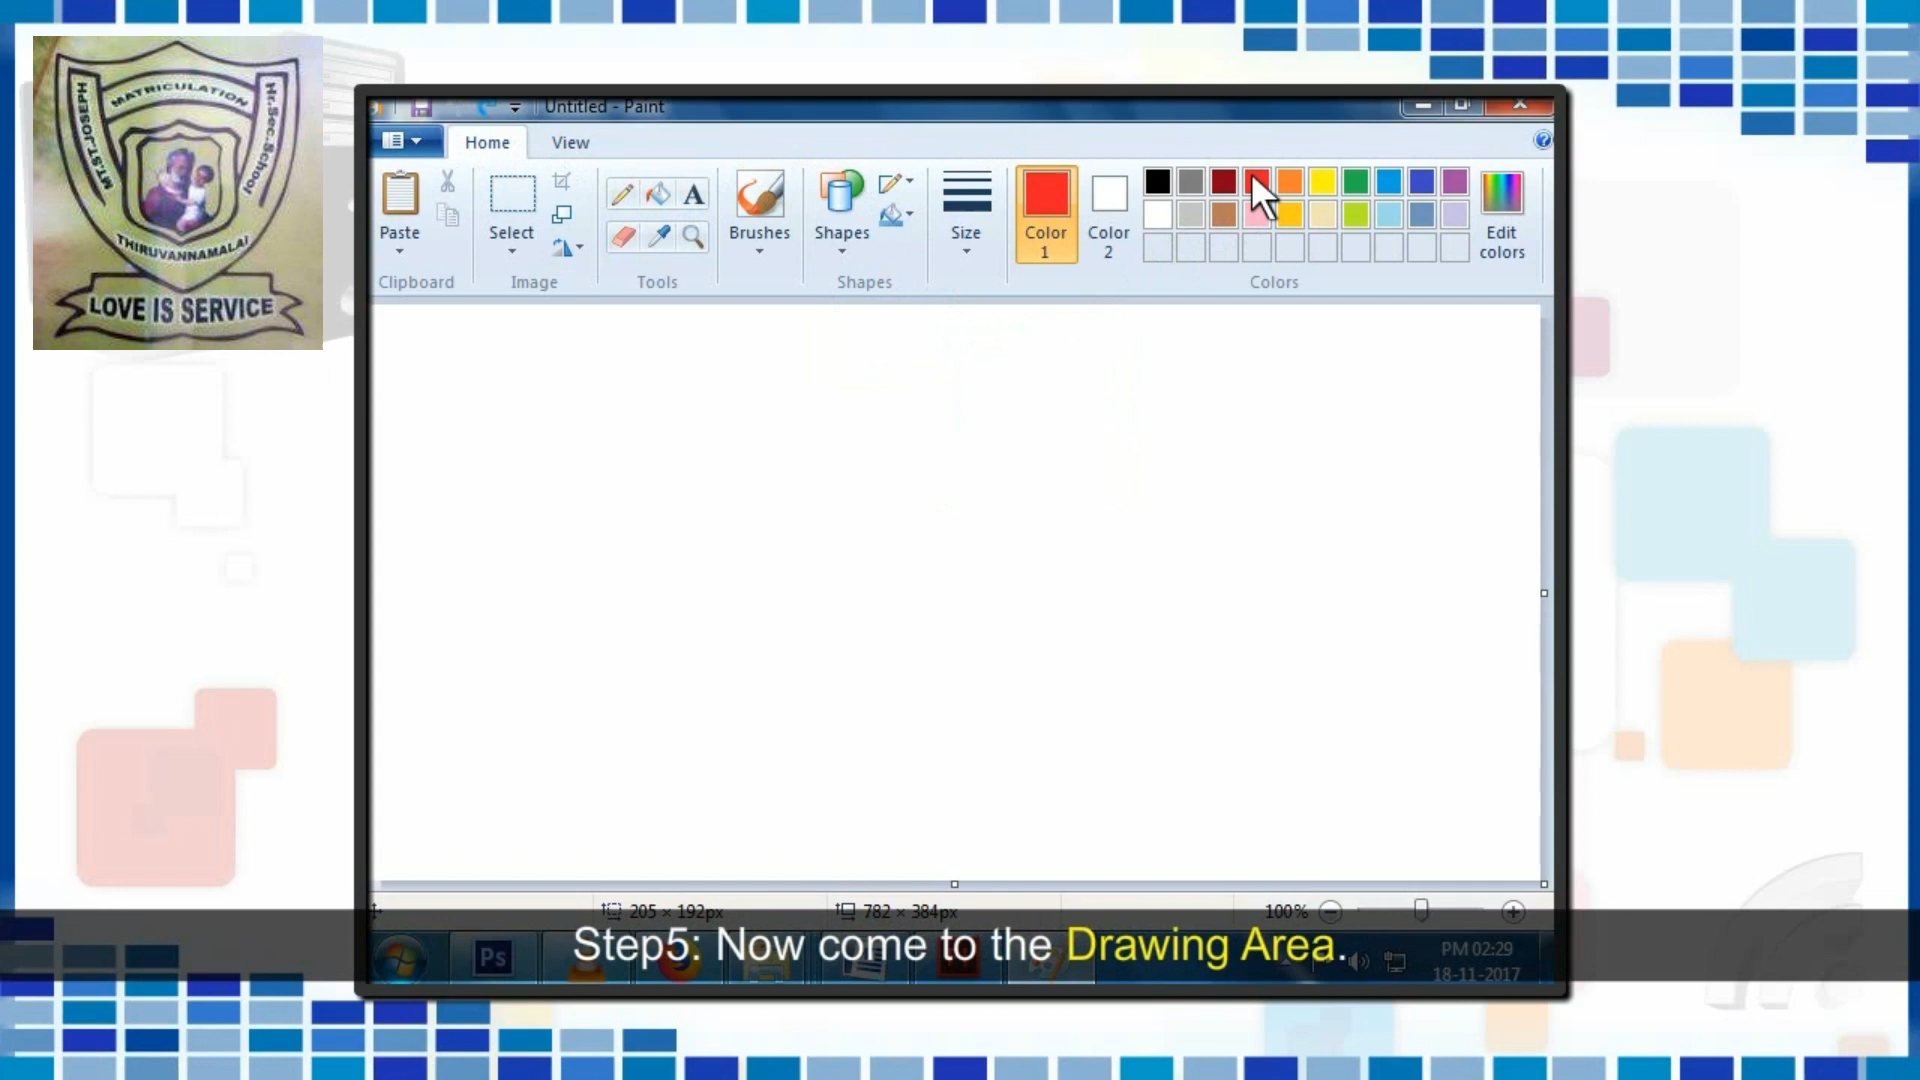 MATRICULATION
MT.ST.JOSEPH
Hr.Sec.School
THIRUVANNAMALAI
LOVE IS SERVICE
Untitled - Paint
Home View
Paste
Select
A
Brushes
Shapes
Size
Color 1
Color 2
Edit colors
Clipboard
Image
Tools
Shapes
Colors
205 × 192px
782 × 384px
100%
Step5: Now come to the Drawing Area.
Ps
PM 02:29
18-11-2017